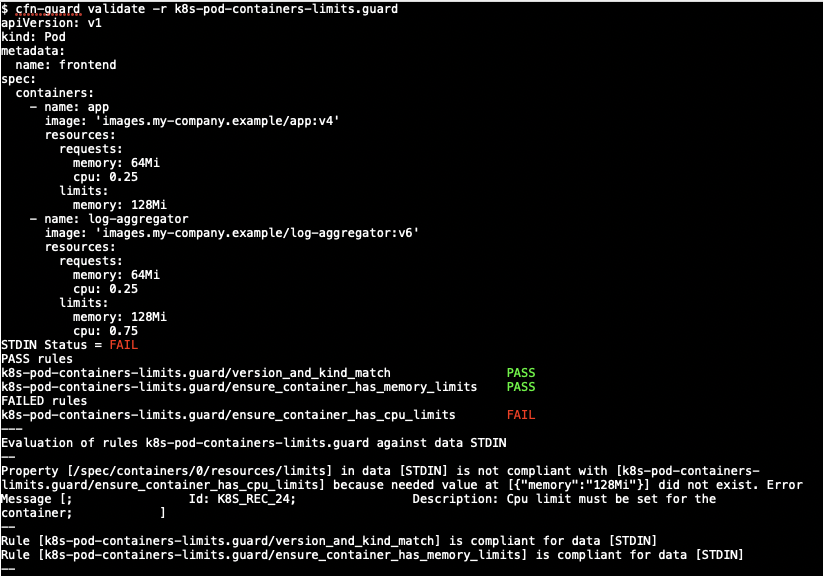 $ cfn-guard validate -r k8s-pod-containers-limits.guard
apiVersion: v1
kind: Pod
metadata:
  name: frontend
spec:
  containers:
    - name: app
      image: 'images.my-company.example/app:v4'
      resources:
        requests:
          memory: 64Mi
          cpu: 0.25
        limits:
          memory: 128Mi
    - name: log-aggregator
      image: 'images.my-company.example/log-aggregator:v6'
      resources:
        requests:
          memory: 64Mi
          cpu: 0.25
        limits:
          memory: 128Mi
          cpu: 0.75
STDIN Status = FAIL
PASS rules
k8s-pod-containers-limits.guard/version_and_kind_match                PASS
k8s-pod-containers-limits.guard/ensure_container_has_memory_limits    PASS
FAILED rules
k8s-pod-containers-limits.guard/ensure_container_has_cpu_limits       FAIL
---
Evaluation of rules k8s-pod-containers-limits.guard against data STDIN
--
Property [/spec/containers/0/resources/limits] in data [STDIN] is not compliant with [k8s-pod-containers-
limits.guard/ensure_container_has_cpu_limits] because needed value at [{"memory":"128Mi"}] did not exist. Error
Message [;                Id: K8S_REC_24;                Description: Cpu limit must be set for the
container;            ]
--
Rule [k8s-pod-containers-limits.guard/version_and_kind_match] is compliant for data [STDIN]
Rule [k8s-pod-containers-limits.guard/ensure_container_has_memory_limits] is compliant for data [STDIN]
--